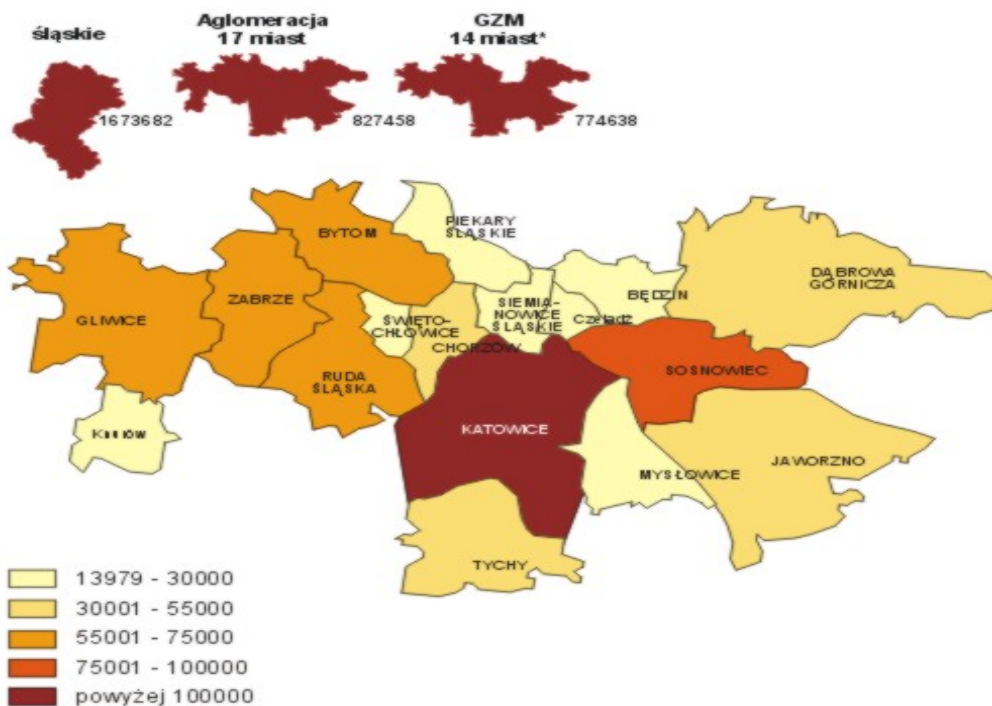 śląskie
Aglomeracja
17 miast
GZM
14 miast*
1673682
827458
774638
BYTOM
PIEKARY
ŚLĄSKIE
DĄBROWA
GÓRNICZA
BĘDZIN
ZABRZE
GLIWICE
ŚWIĘTO-
CHŁOWICE
SIEMIA-
NOWICE
ŚLĄSKIE
Czeladź
CHORZÓW
RUDA
ŚLĄSKA
SOSNOWIEC
KATOWICE
JAWORZNO
MYSŁOWICE
TYCHY
13979 - 30000
30001 - 55000
55001 - 75000
75001 - 100000
powyżej 100000